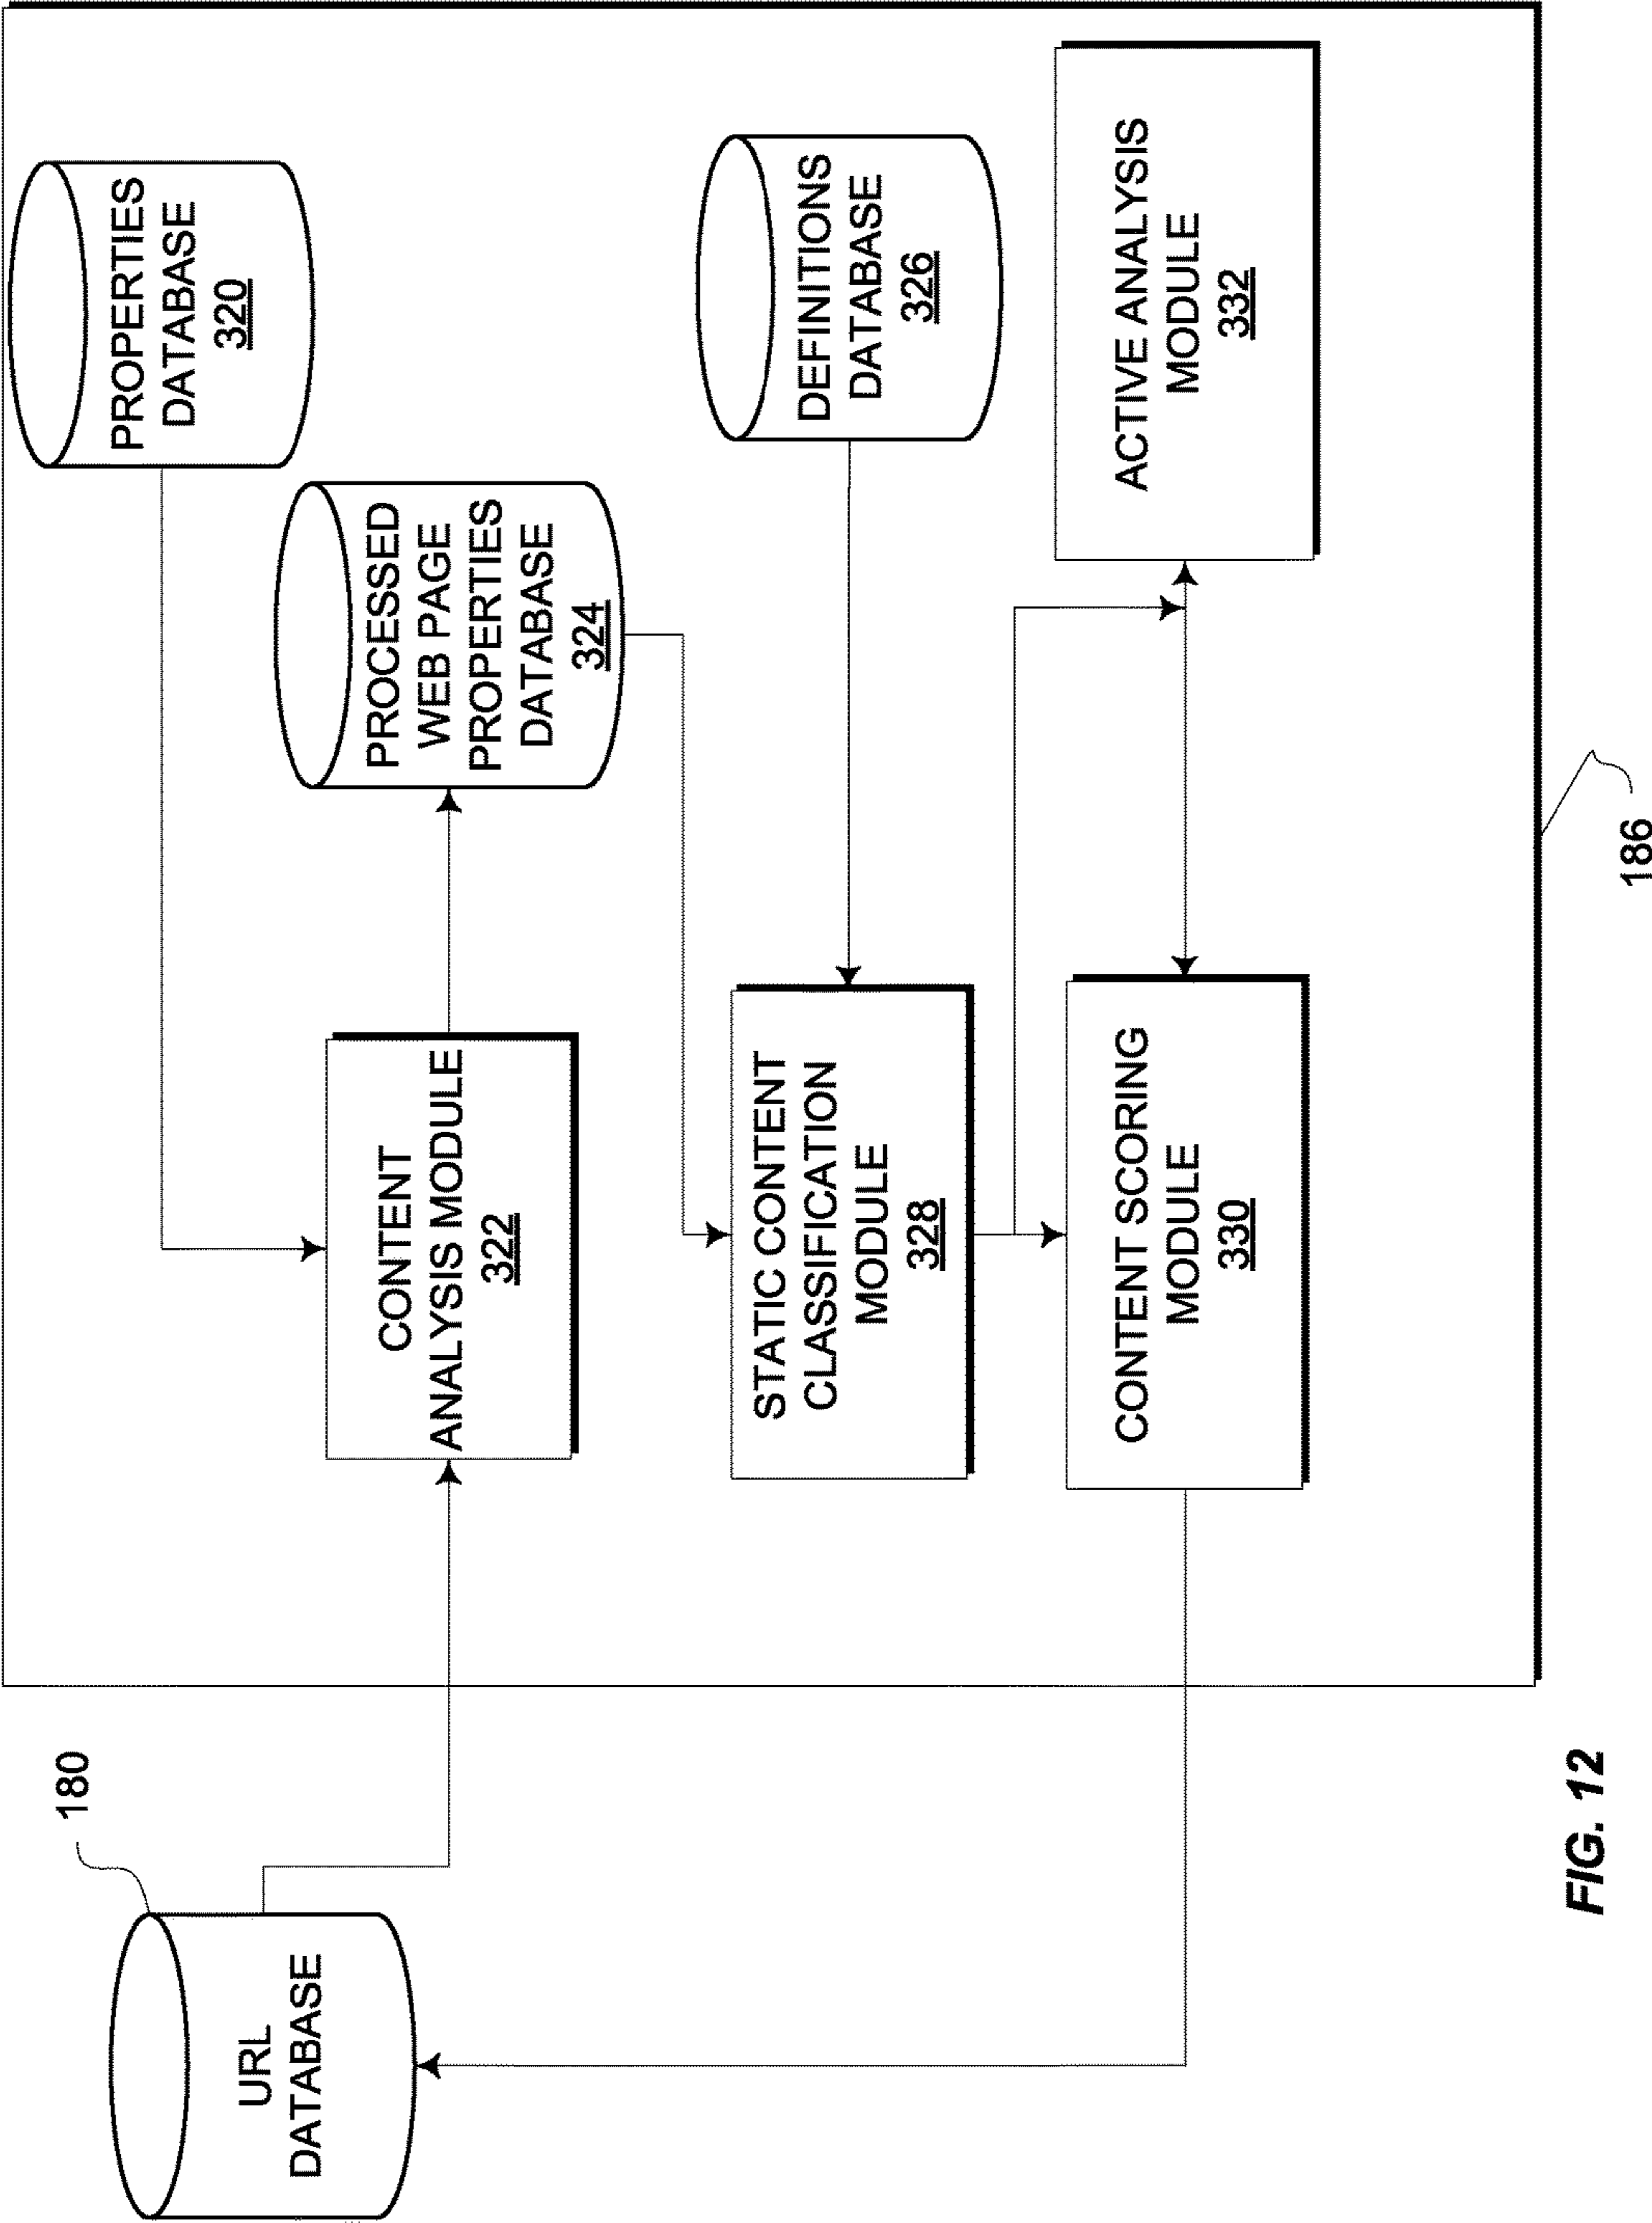 180
URL
DATABASE
PROPERTIES
DATABASE
320
CONTENT
ANALYSIS MODULE
322
PROCESSED
WEB PAGE
PROPERTIES
DATABASE
324
STATIC CONTENT
CLASSIFICATION
MODULE
328
DEFINITIONS
DATABASE
326
CONTENT SCORING
MODULE
330
ACTIVE ANALYSIS
MODULE
332
186
FIG. 12